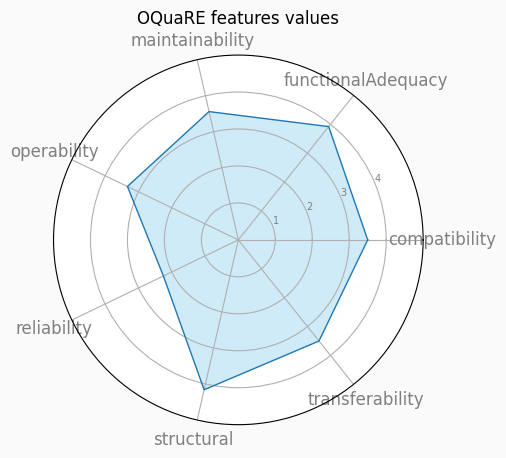 OQuaRE features values
maintainability
functionalAdequacy
operability
4
3
2
1
compatibility
reliability
transferability
structural